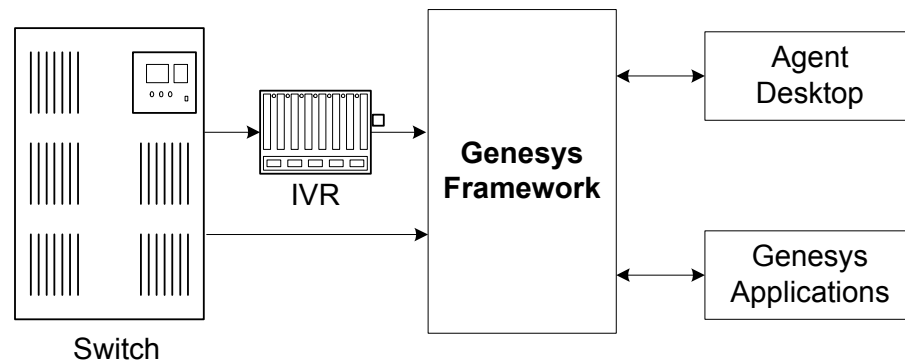 Agent
Desktop
Genesys
Framework
IVR
Genesys
Applications
Switch